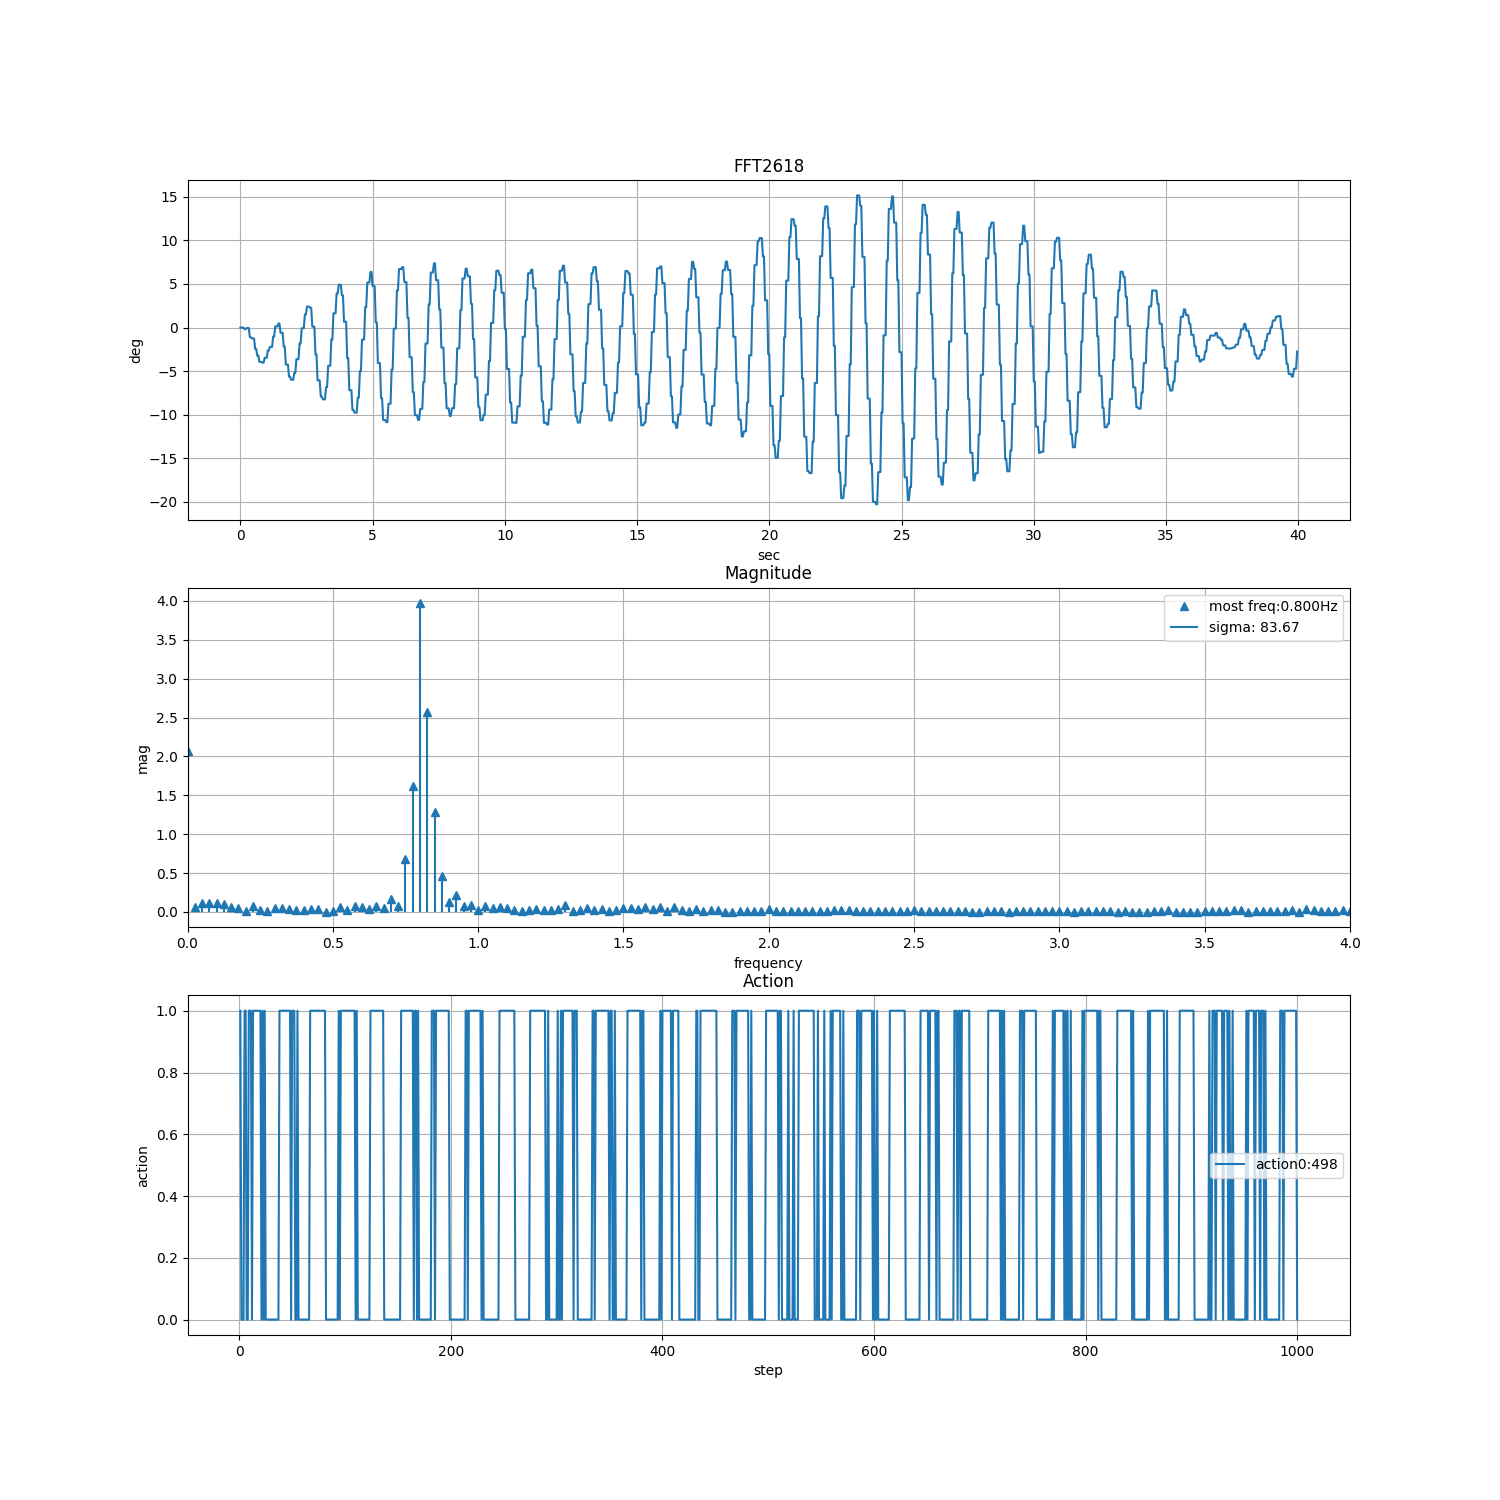 FFT2618
15
10
5
0
−5
−10
−15
−20
deg
0 5 10 15 20 25 30 35 40
sec
Magnitude
4.0
3.5
3.0
2.5
2.0
1.5
1.0
0.5
0.0
mag
most freq:0.800Hz
sigma: 83.67
0.0 0.5 1.0 1.5 2.0 2.5 3.0 3.5 4.0
frequency
Action
1.0
0.8
0.6
0.4
0.2
0.0
action
action0:498
0 200 400 600 800 1000
step